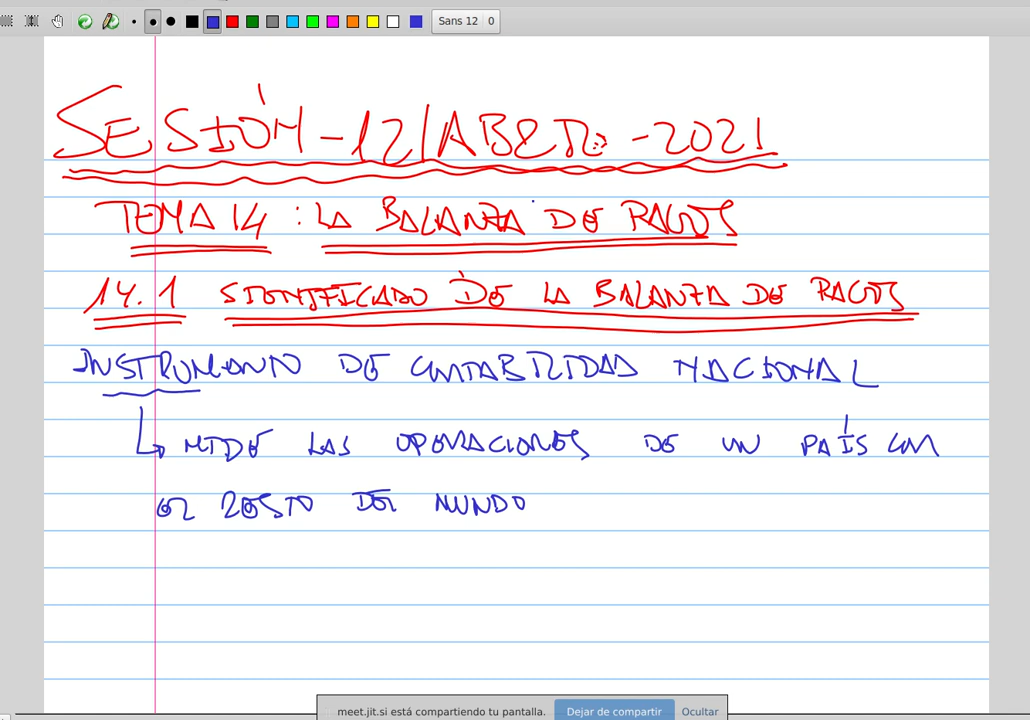 Sans 12 0
SESIÓN - 12/ABRIL - 2021
TEMA 14 : LA BALANZA DE PAGOS
14.1 SIGNIFICADO DE LA BALANZA DE PAGOS
INSTRUMENTO DE CONTABILIDAD NACIONAL
↳ MIDE LAS OPERACIONES DE UN PAÍS CON
EL RESTO DEL MUNDO
meet.jit.si está compartiendo tu pantalla. Dejar de compartir Ocultar